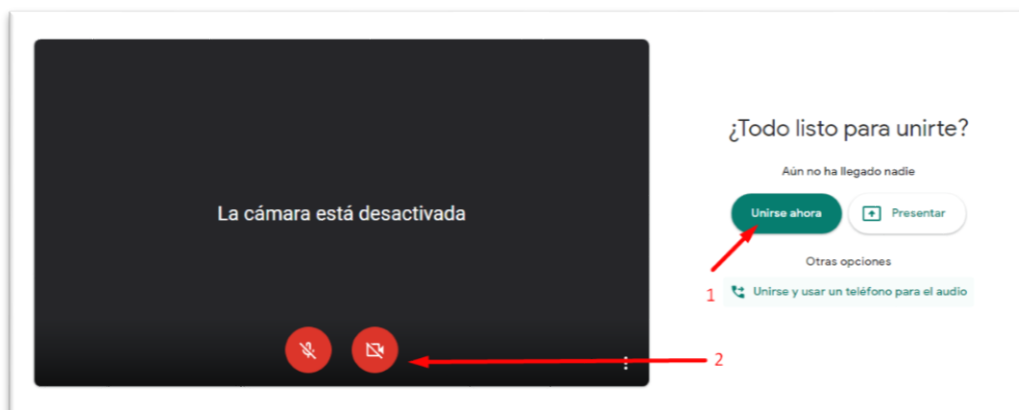 La cámara está desactivada
¿Todo listo para unirte?
Aún no ha llegado nadie
Unirse ahora
Presentar
Otras opciones
1
Unirse y usar un teléfono para el audio
2